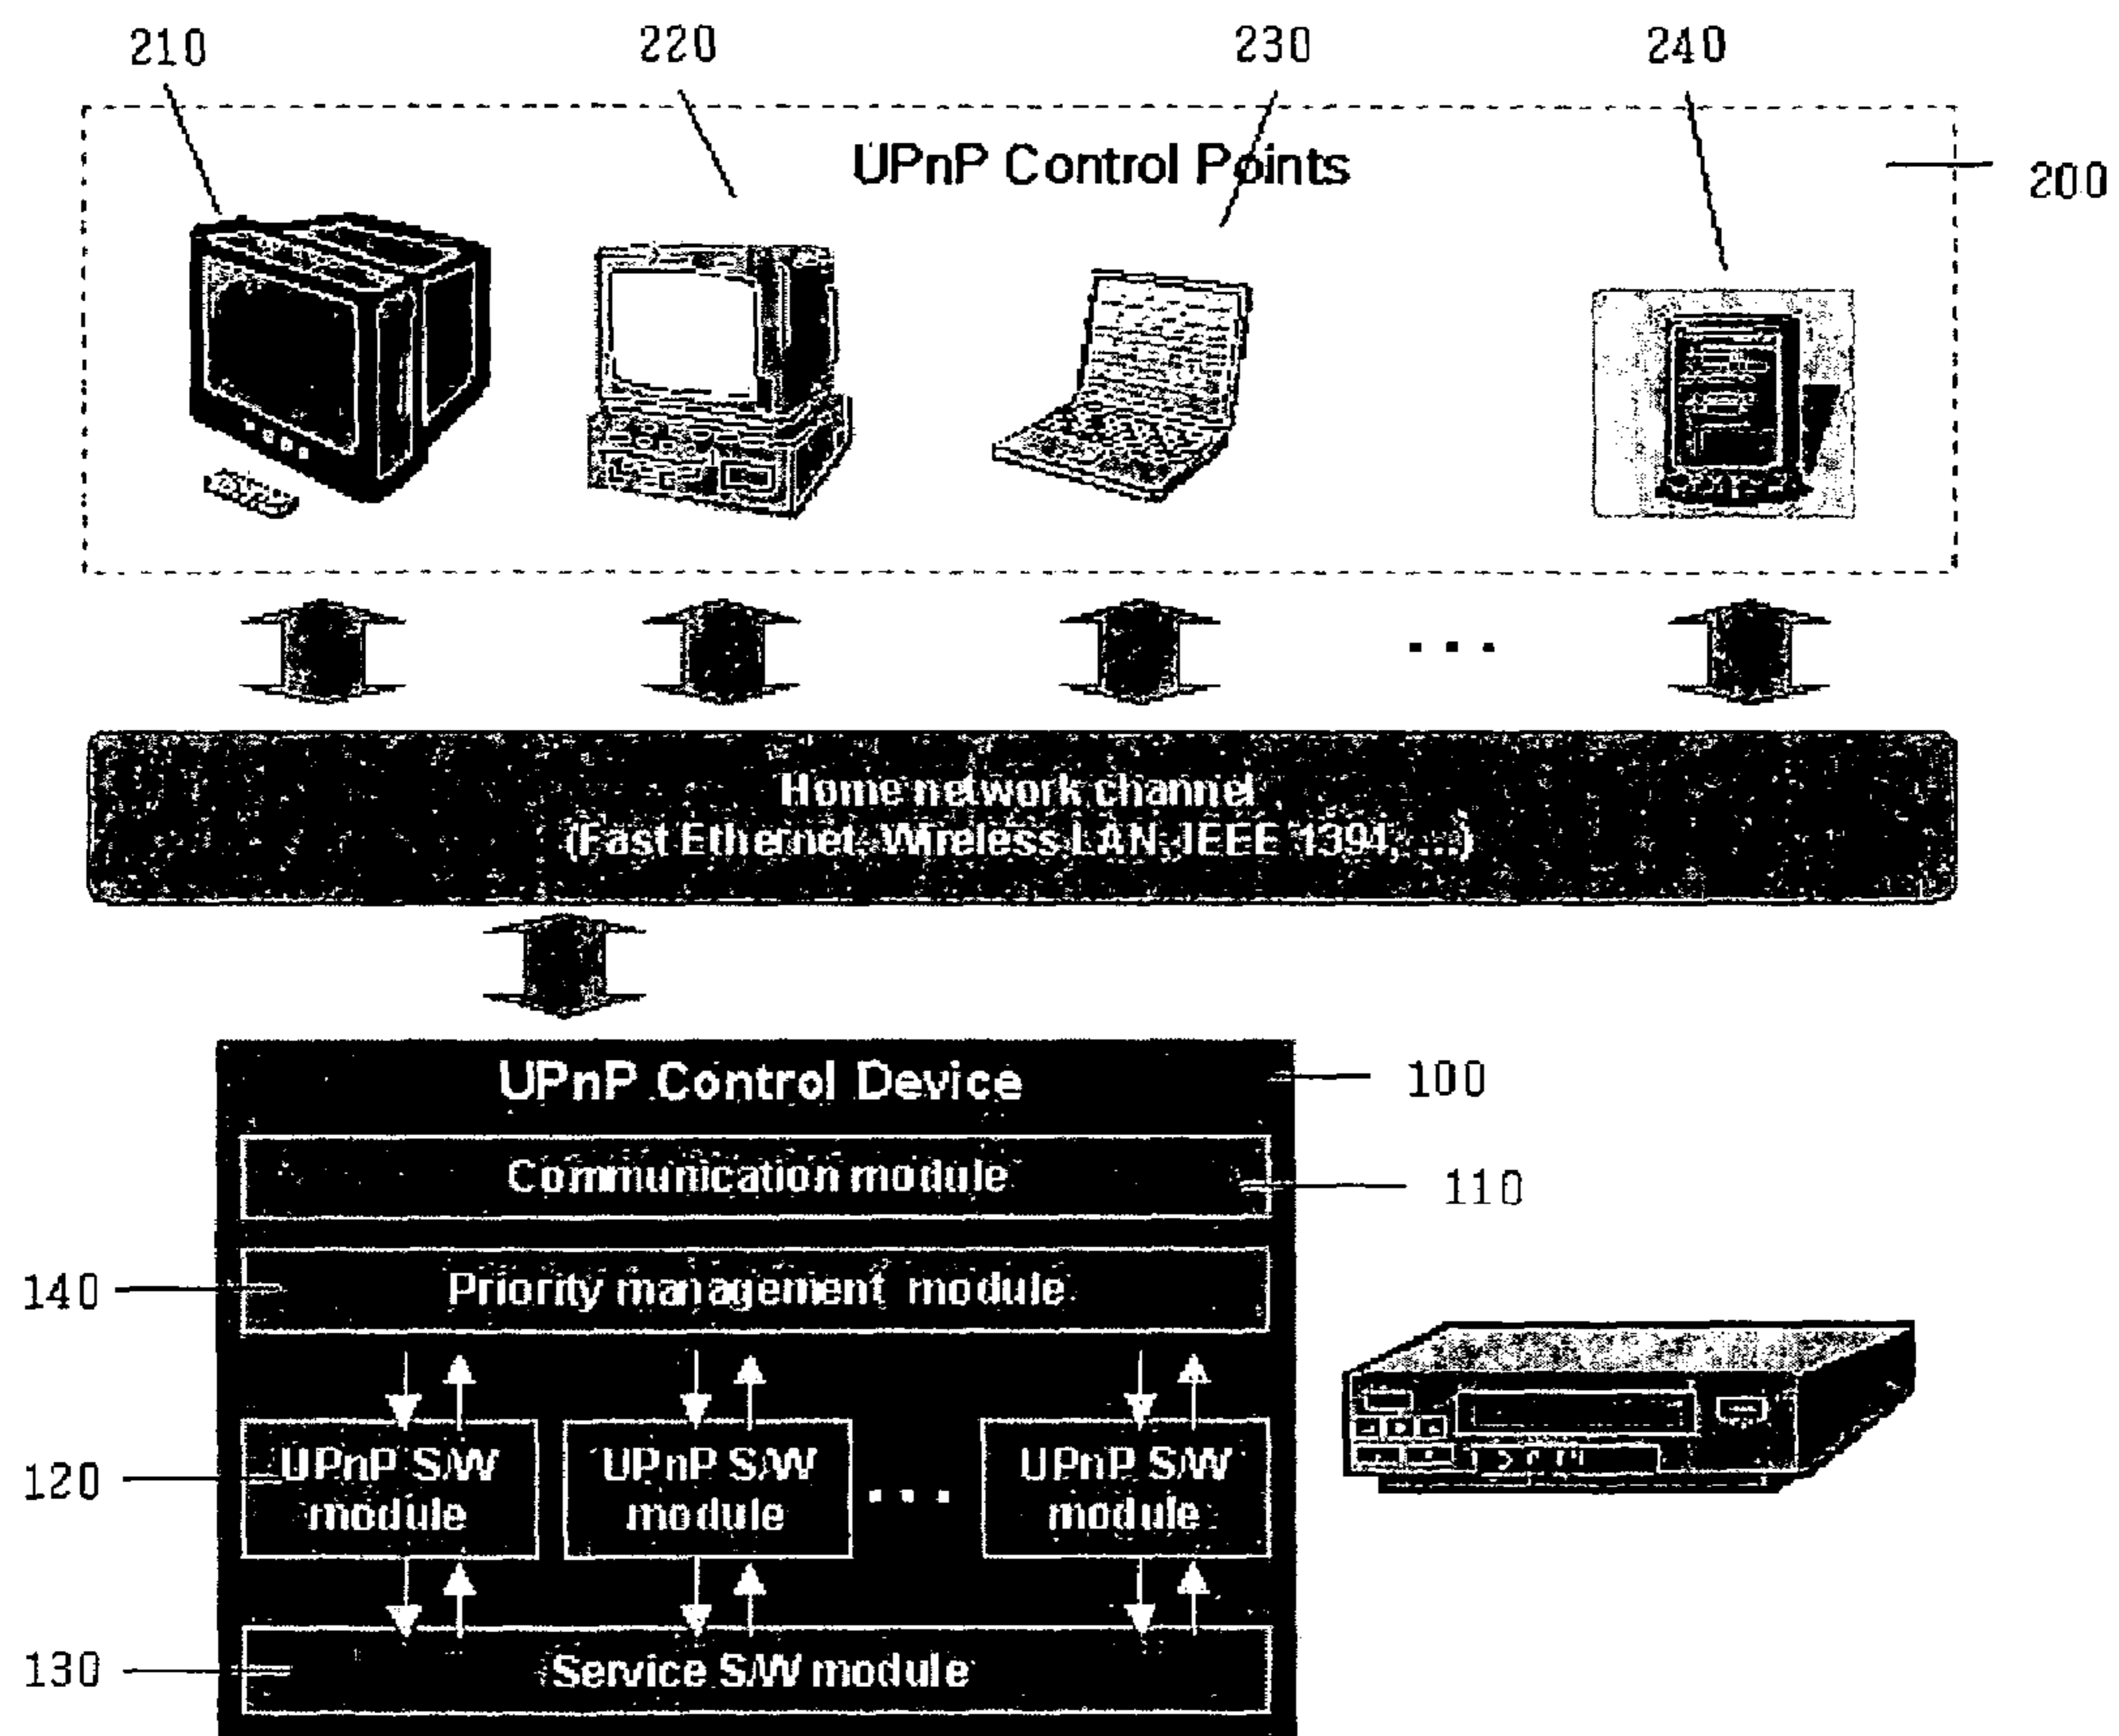 210
220
230
240
UPnP Control Points
200
Home network channel
(Fast Ethernet, Wireless LAN, IEEE 1394, ...)
UPnP Control Device
100
Communication module
110
140
Priority management module
120
UPnP S/W
module
UPnP S/W
module
...
UPnP S/W
module
130
Service S/W module